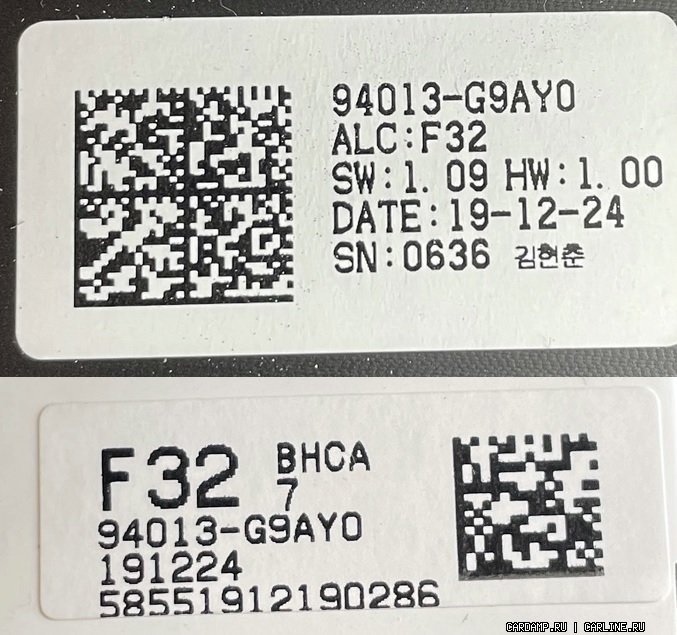 94013-G9AY0
ALC:F32
SW:1. 09 HW:1. 00
DATE:19-12-24
SN:0636 김현춘
F32 BHCA
7
94013-G9AY0
191224
58551912190286
CARDAMP.RU | CARLINE.RU